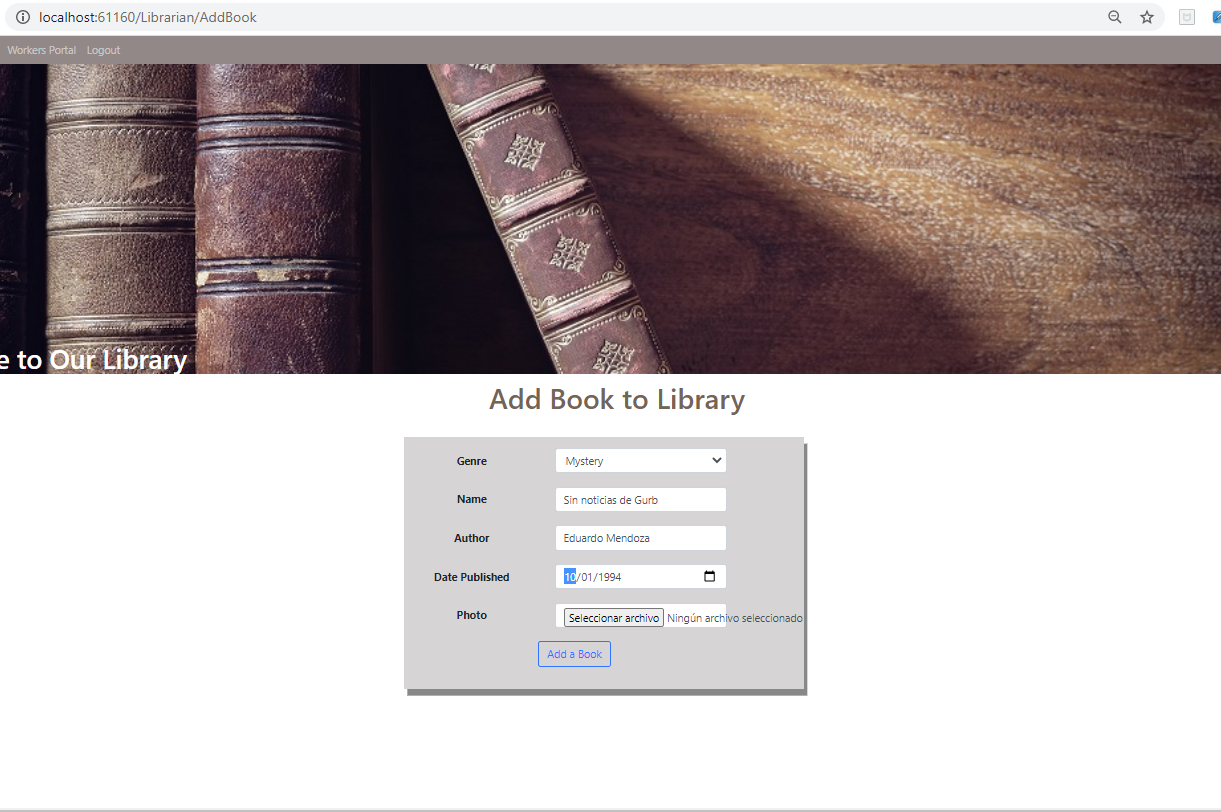 localhost:61160/Librarian/AddBook
Workers Portal Logout
e to Our Library
Add Book to Library
Genre Mystery
Name Sin noticias de Gurb
Author Eduardo Mendoza
Date Published 10/01/1994
Photo Seleccionar archivo Ningún archivo seleccionado
Add a Book